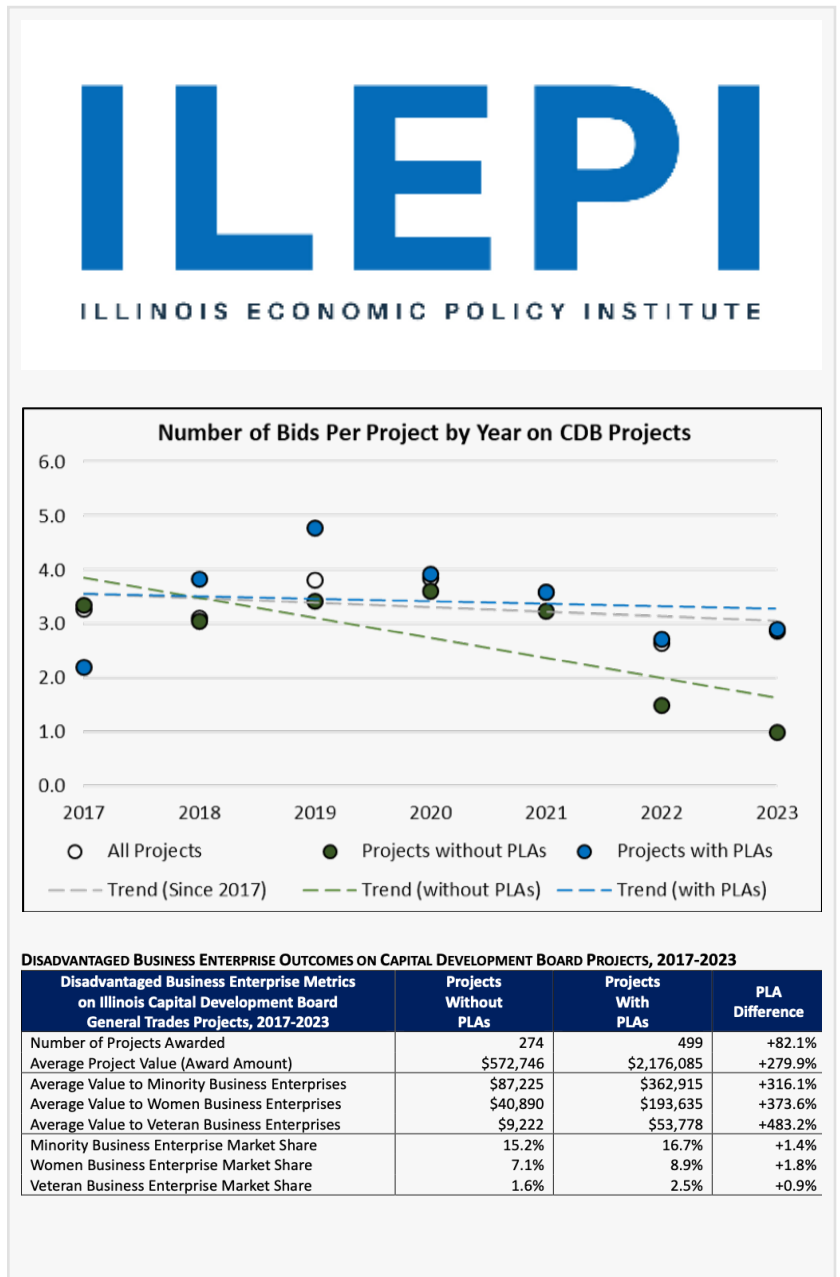 ILEPI
ILLINOIS ECONOMIC POLICY INSTITUTE
Number of Bids Per Project by Year on CDB Projects
6.0
5.0
4.0
3.0
2.0
1.0
0.0
2017 2018 2019 2020 2021 2022 2023
All Projects Projects without PLAs Projects with PLAs
Trend (Since 2017) Trend (without PLAs) Trend (with PLAs)
DISADVANTAGED BUSINESS ENTERPRISE OUTCOMES ON CAPITAL DEVELOPMENT BOARD PROJECTS, 2017-2023
Disadvantaged Business Enterprise Metrics Projects Projects PLA
on Illinois Capital Development Board Without With Difference
General Trades Projects, 2017-2023 PLAs PLAs
Number of Projects Awarded 274 499 +82.1%
Average Project Value (Award Amount) $572,746 $2,176,085 +279.9%
Average Value to Minority Business Enterprises $87,225 $362,915 +316.1%
Average Value to Women Business Enterprises $40,890 $193,635 +373.6%
Average Value to Veteran Business Enterprises $9,222 $53,778 +483.2%
Minority Business Enterprise Market Share 15.2% 16.7% +1.4%
Women Business Enterprise Market Share 7.1% 8.9% +1.8%
Veteran Business Enterprise Market Share 1.6% 2.5% +0.9%